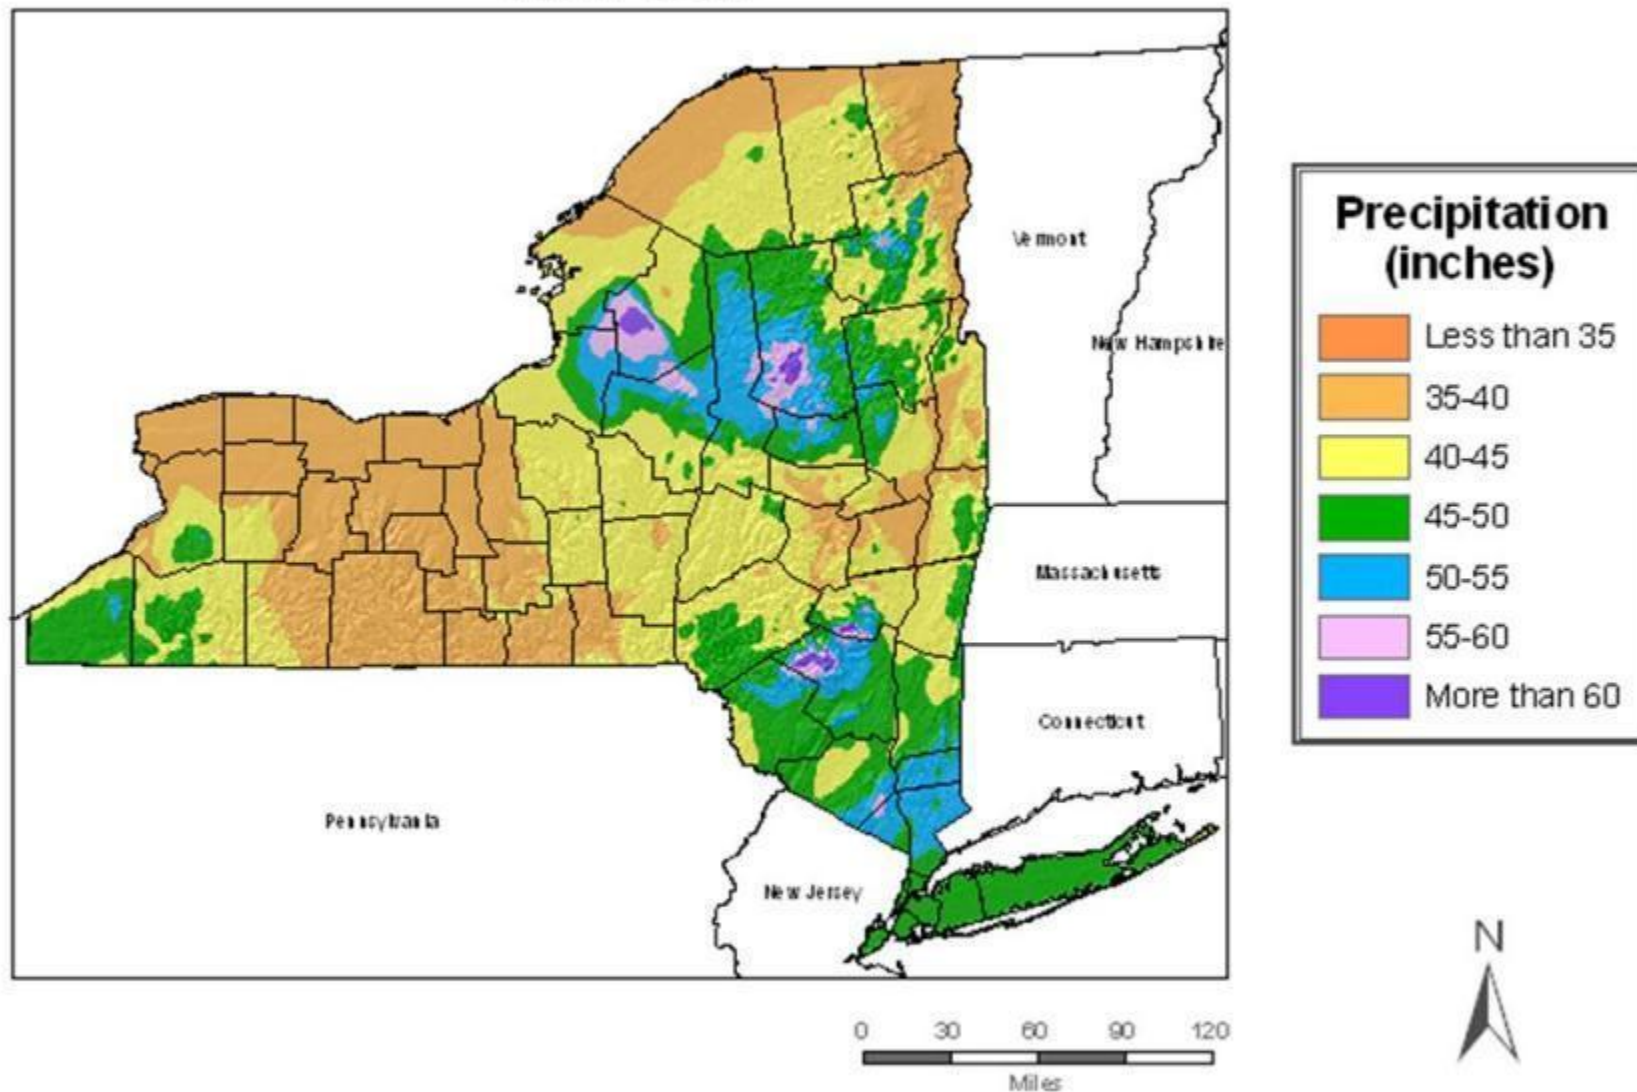 Vermont
New Hampshire
Massachusetts
Connecticut
Pennsylvania
New Jersey
Precipitation
(inches)
Less than 35
35-40
40-45
45-50
50-55
55-60
More than 60
N
0 30 60 90 120
Miles